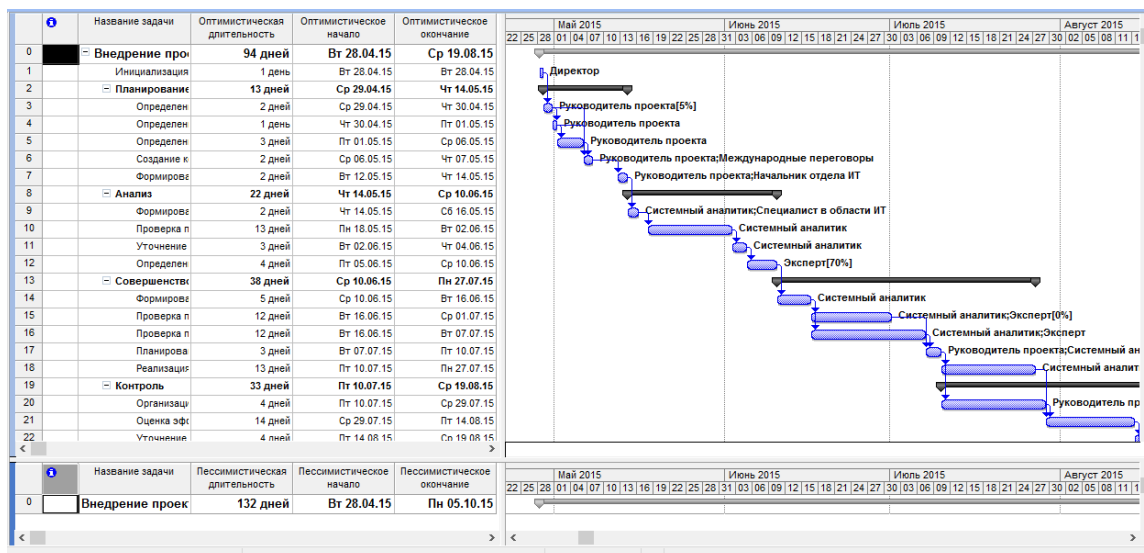 Название задачи Оптимистическая длительность Оптимистическое начало Оптимистическое окончание Май 2015 Июнь 2015 Июль 2015 Август 2015
22 25 28 01 04 07 10 13 16 19 22 25 28 31 03 06 09 12 15 18 21 24 27 30 03 06 09 12 15 18 21 24 27 30 02 05 08 11 1
0 Внедрение про 94 дней Вт 28.04.15 Ср 19.08.15
1 Инициализация 1 день Вт 28.04.15 Вт 28.04.15 Директор
2 Планирование 13 дней Ср 29.04.15 Чт 14.05.15
3 Определен 2 дней Ср 29.04.15 Чт 30.04.15 Руководитель проекта[5%]
4 Определен 1 день Чт 30.04.15 Пт 01.05.15 Руководитель проекта
5 Определен 3 дней Пт 01.05.15 Ср 06.05.15 Руководитель проекта
6 Создание к 2 дней Ср 06.05.15 Чт 07.05.15 Руководитель проекта;Международные переговоры
7 Формирова 2 дней Вт 12.05.15 Чт 14.05.15 Руководитель проекта;Начальник отдела ИТ
8 Анализ 22 дней Чт 14.05.15 Ср 10.06.15
9 Формирова 2 дней Чт 14.05.15 Сб 16.05.15 Системный аналитик;Специалист в области ИТ
10 Проверка п 13 дней Пн 18.05.15 Вт 02.06.15 Системный аналитик
11 Уточнение 3 дней Вт 02.06.15 Чт 04.06.15 Системный аналитик
12 Определен 4 дней Пт 05.06.15 Ср 10.06.15 Эксперт[70%]
13 Совершенство 38 дней Ср 10.06.15 Пн 27.07.15
14 Формирова 5 дней Ср 10.06.15 Вт 16.06.15 Системный аналитик
15 Проверка п 12 дней Вт 16.06.15 Ср 01.07.15 Системный аналитик;Эксперт[0%]
16 Проверка п 12 дней Вт 16.06.15 Вт 07.07.15 Системный аналитик;Эксперт
17 Планирова 3 дней Вт 07.07.15 Пт 10.07.15 Руководитель проекта;Системный ан
18 Реализация 13 дней Пт 10.07.15 Пн 27.07.15 Системный аналит
19 Контроль 33 дней Пт 10.07.15 Ср 19.08.15
20 Организаци 4 дней Пт 10.07.15 Ср 29.07.15 Руководитель пр
21 Оценка эфо 14 дней Ср 29.07.15 Пт 14.08.15
22 Уточнение 4 дней Пт 14.08.15 Ср 19.08.15
Название задачи Пессимистическая длительность Пессимистическое начало Пессимистическое окончание Май 2015 Июнь 2015 Июль 2015 Август 2015
22 25 28 01 04 07 10 13 16 19 22 25 28 31 03 06 09 12 15 18 21 24 27 30 03 06 09 12 15 18 21 24 27 30 02 05 08 11 1
0 Внедрение проек 132 дней Вт 28.04.15 Пн 05.10.15